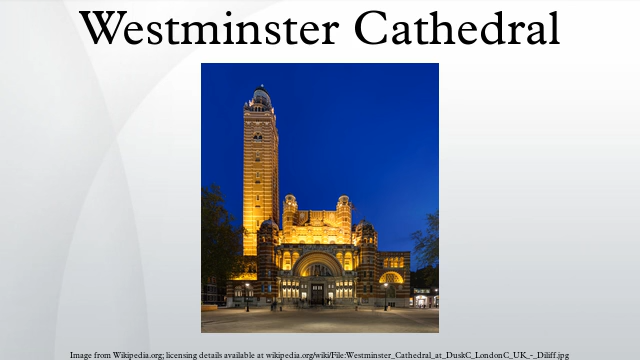 Westminster Cathedral
Image from Wikipedia.org; licensing details available at wikipedia.org/wiki/File:Westminster_Cathedral_at_DuskC_LondonC_UK_-_Diliff.jpg